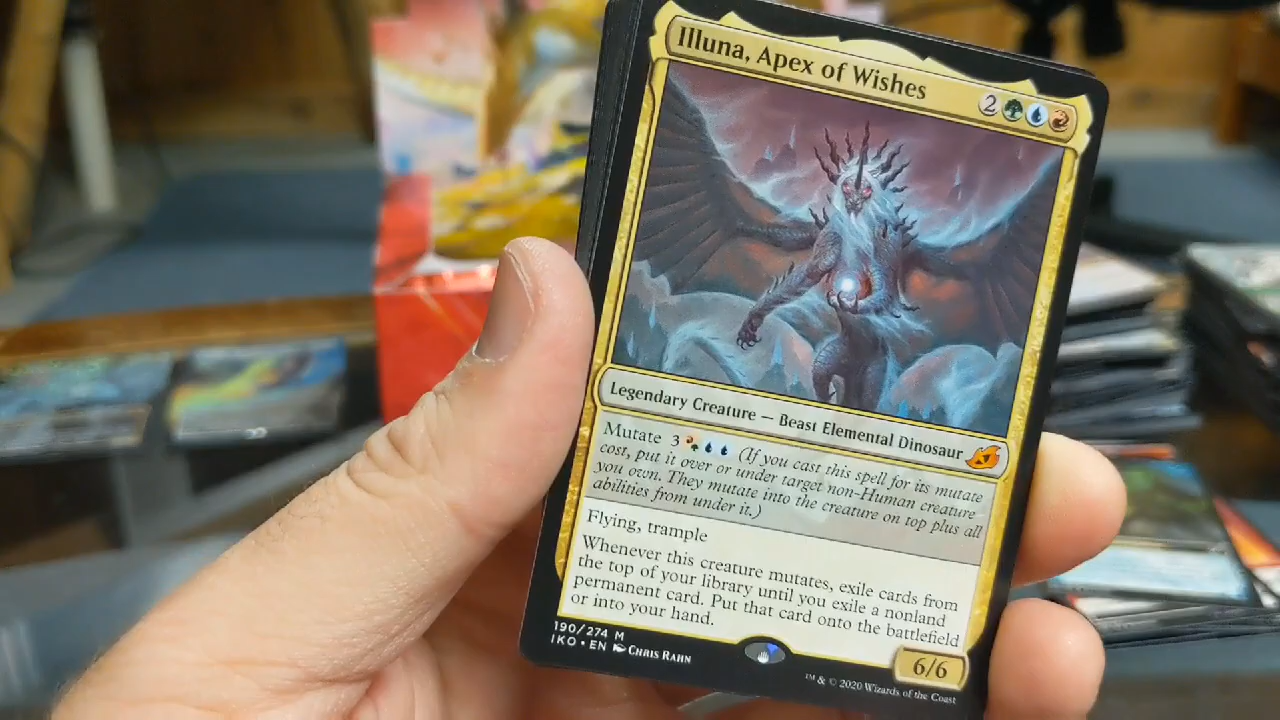 Illuna, Apex of Wishes
2
Legendary Creature — Beast Elemental Dinosaur
Mutate 3 (If you cast this spell for its mutate
cost, put it over or under target non-Human creature
you own. They mutate into the creature on top plus all
abilities from under it.)
Flying, trample
Whenever this creature mutates, exile cards from
the top of your library until you exile a nonland
permanent card. Put that card onto the battlefield
or into your hand.
6/6
190/274 M
IKO • EN Chris Rahn
™ & © 2020 Wizards of the Coast